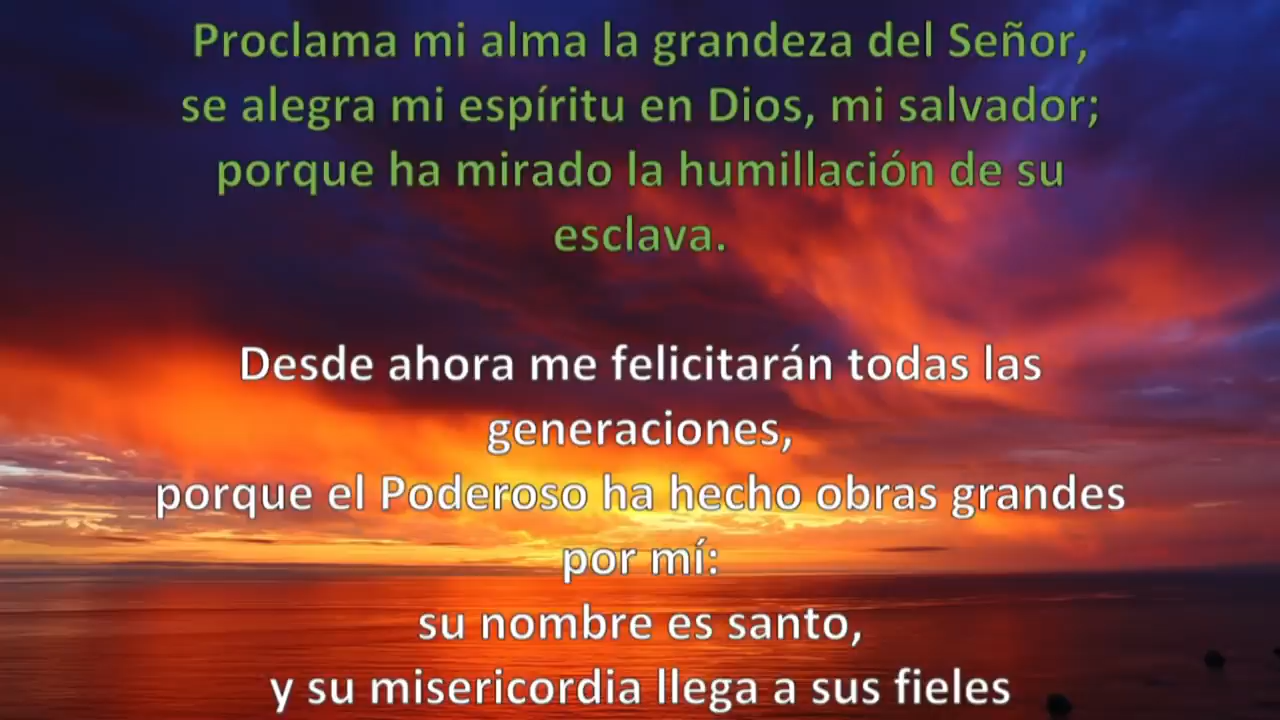 Proclama mi alma la grandeza del Señor,
se alegra mi espíritu en Dios, mi salvador;
porque ha mirado la humillación de su
esclava.
Desde ahora me felicitarán todas las
generaciones,
porque el Poderoso ha hecho obras grandes
por mí:
su nombre es santo,
y su misericordia llega a sus fieles